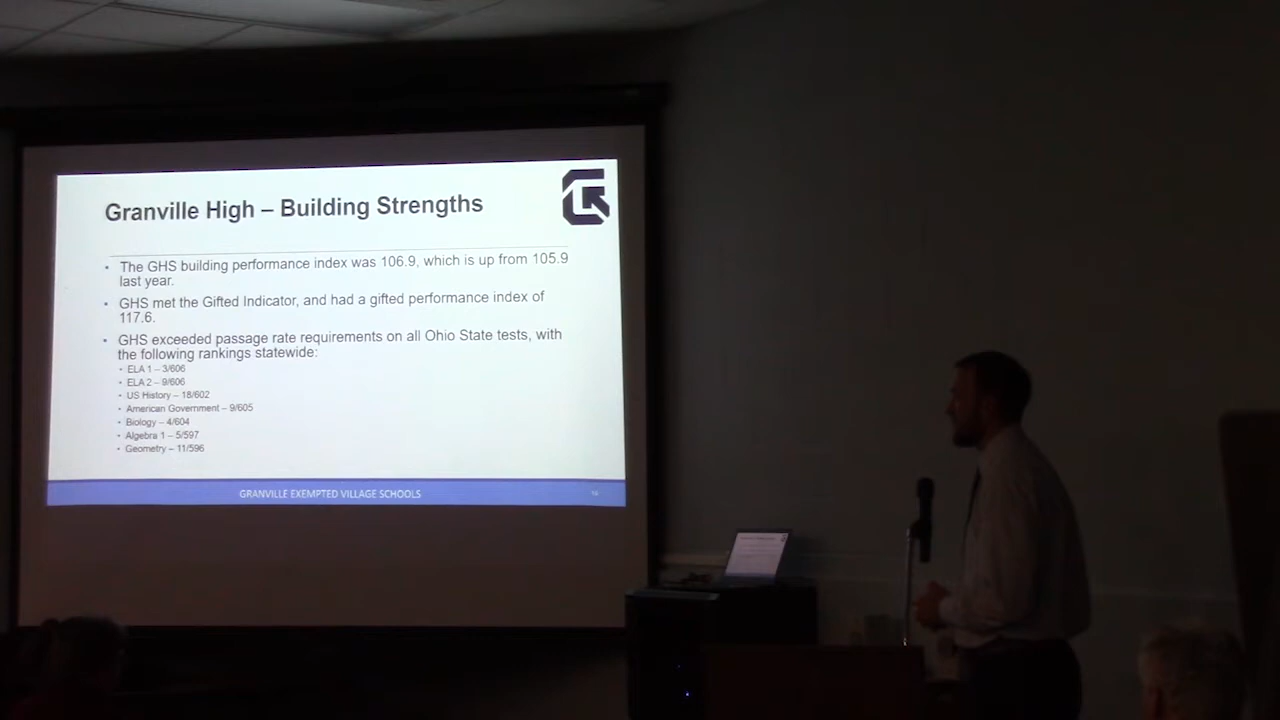 Granville High – Building Strengths
• The GHS building performance index was 106.9, which is up from 105.9
last year.
• GHS met the Gifted Indicator, and had a gifted performance index of
117.6.
• GHS exceeded passage rate requirements on all Ohio State tests, with
the following rankings statewide:
• ELA 1 – 3/606
• ELA 2 – 9/606
• US History – 18/602
• American Government – 9/605
• Biology – 4/604
• Algebra 1 – 5/597
• Geometry – 11/596
GRANVILLE EXEMPTED VILLAGE SCHOOLS